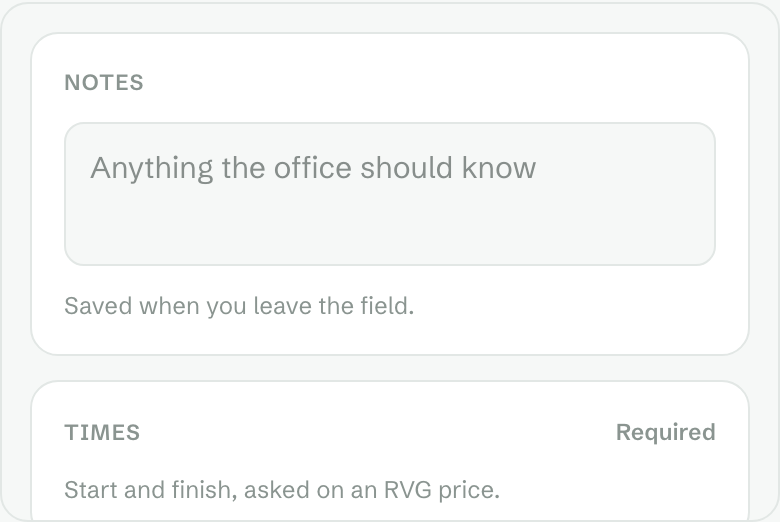 NOTES
Anything the office should know
Saved when you leave the field.
TIMES
Required
Start and finish, asked on an RVG price.